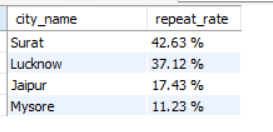 city_name repeat_rate
Surat 42.63 %
Lucknow 37.12 %
Jaipur 17.43 %
Mysore 11.23 %